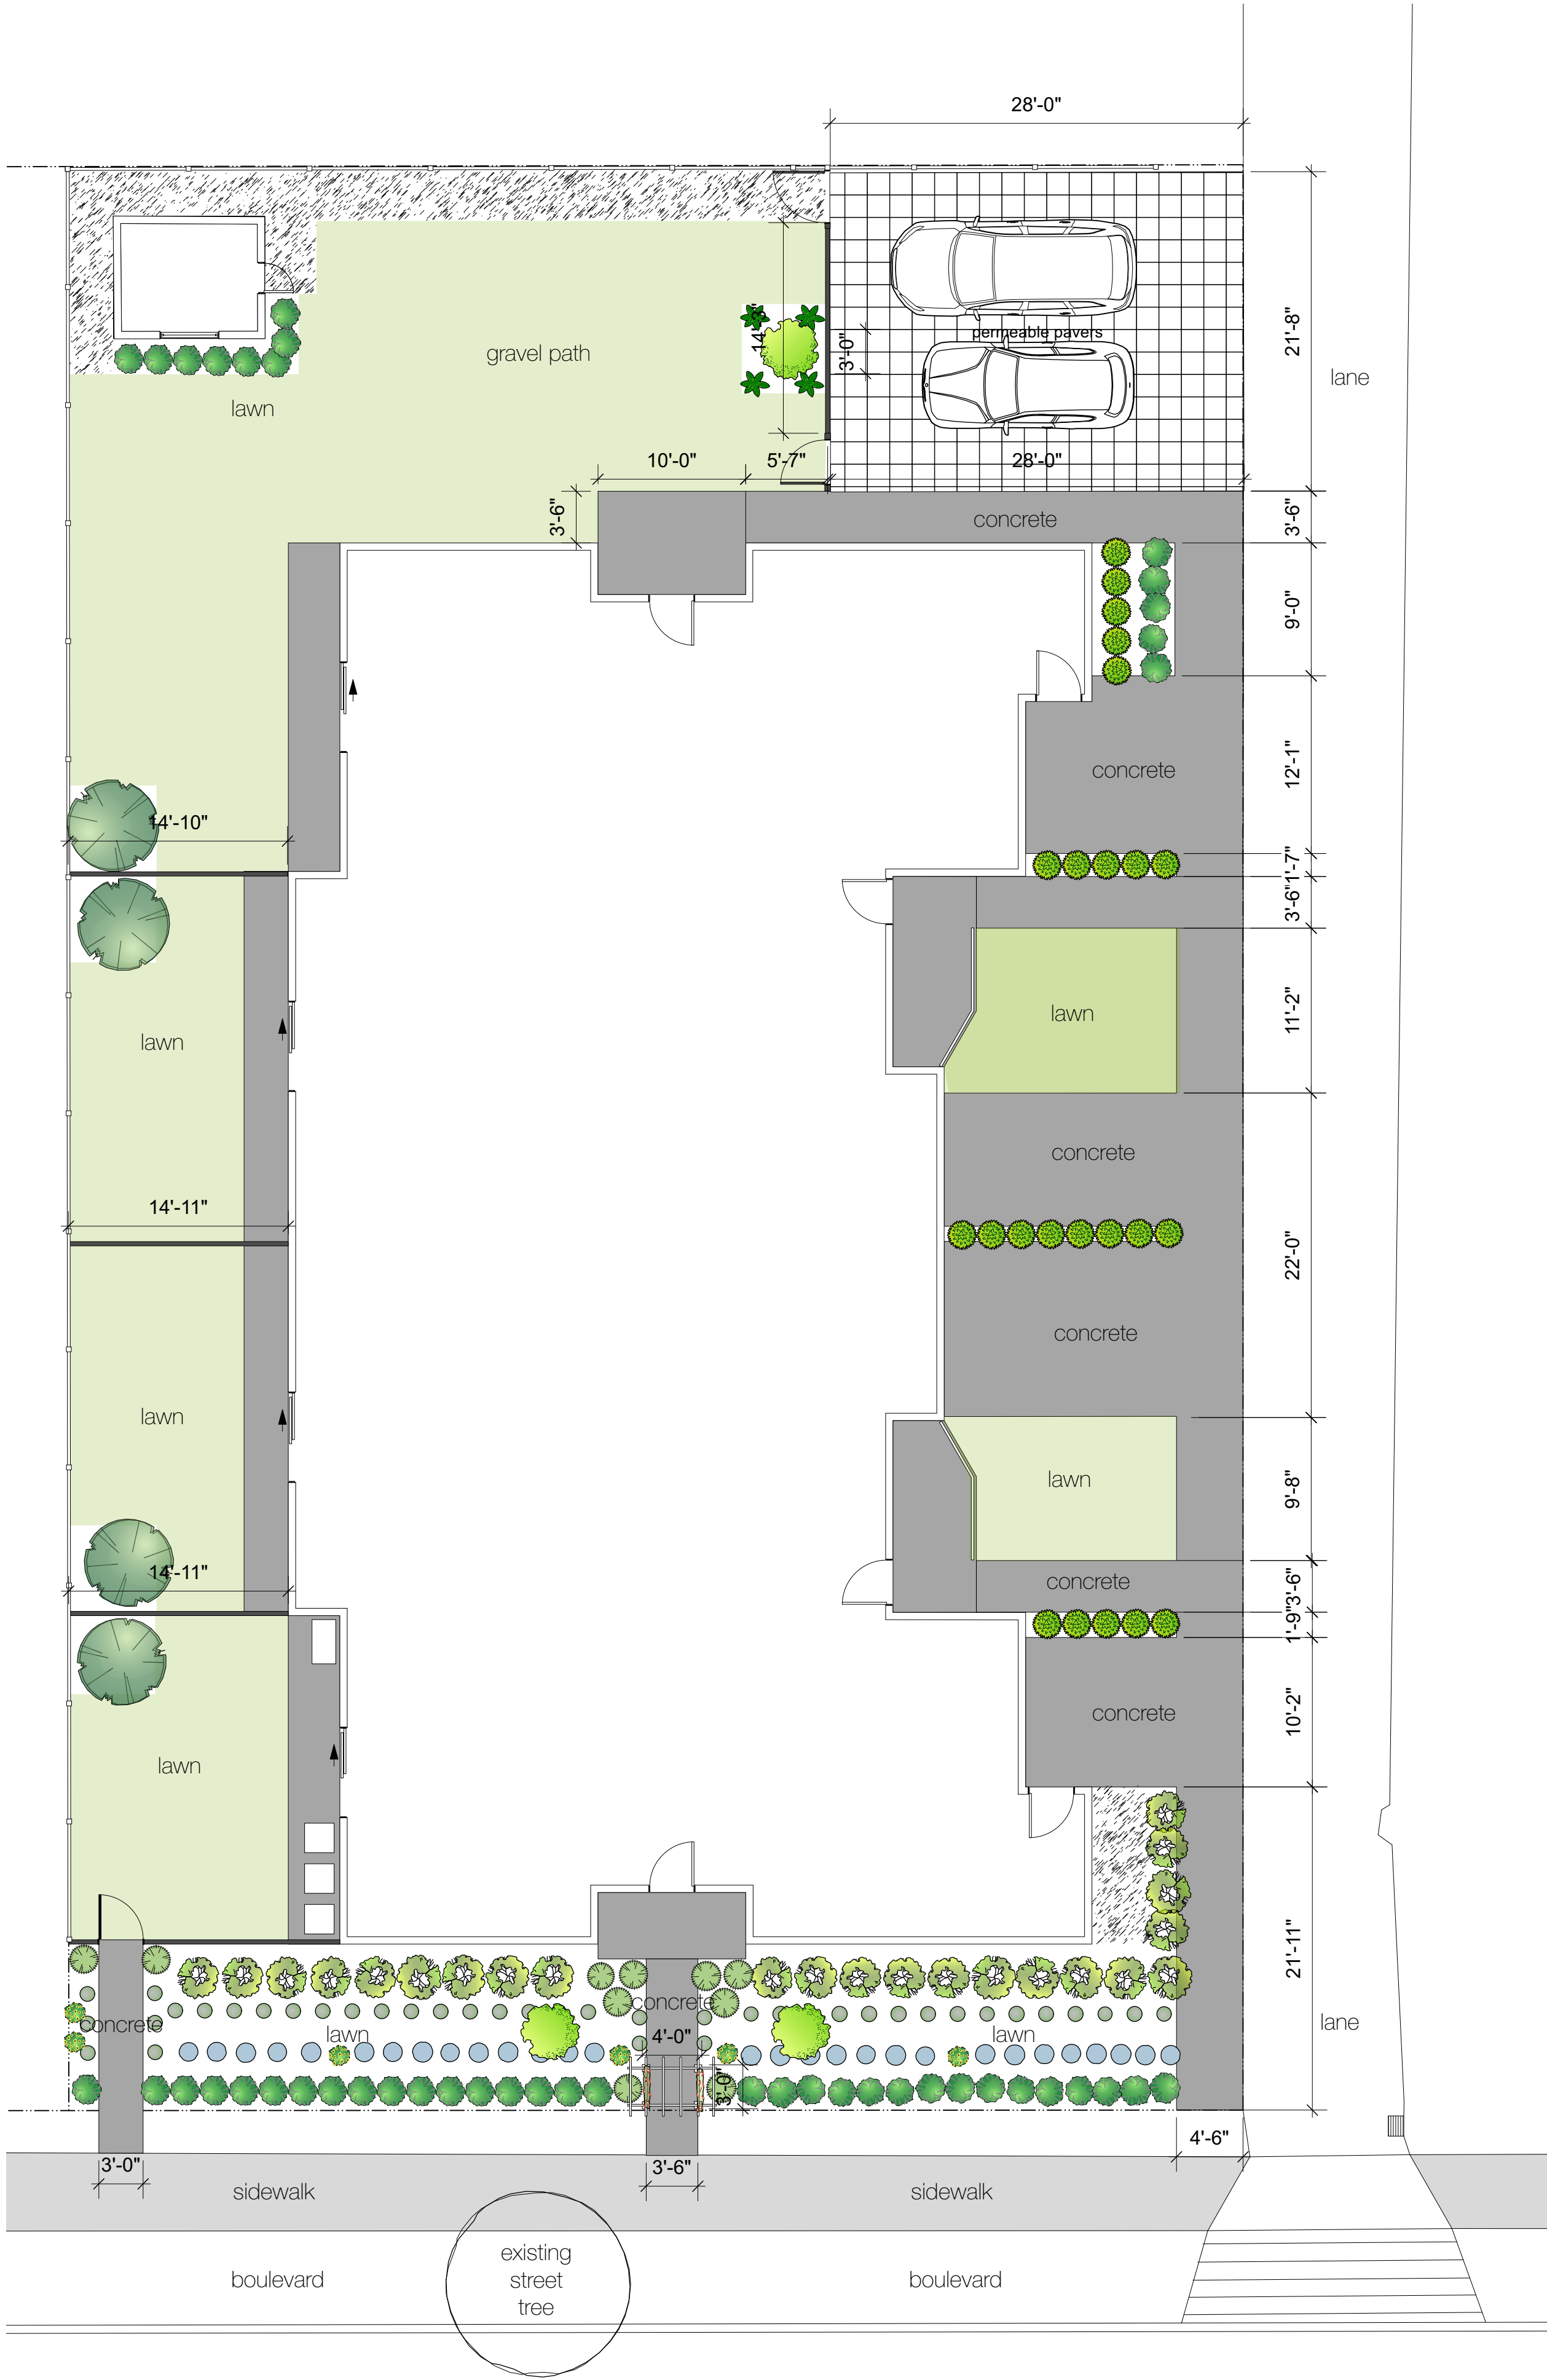 28'-0"
21'-8"
permeable pavers
14'-3"
3'-0"
gravel path
lane
lawn
10'-0"
5'-7"
28'-0"
3'-6"
concrete
3'-6"
9'-0"
concrete
12'-1"
14'-10"
1'-7"
3'-6"
lawn
11'-2"
lawn
concrete
14'-11"
22'-0"
concrete
lawn
lawn
9'-8"
14'-11"
concrete
3'-6"
1'-9"
concrete
10'-2"
lawn
21'-11"
concrete
concrete
lawn
4'-0"
lawn
lane
3'-0"
4'-6"
3'-0"
3'-6"
sidewalk
sidewalk
existing
street
tree
boulevard
boulevard